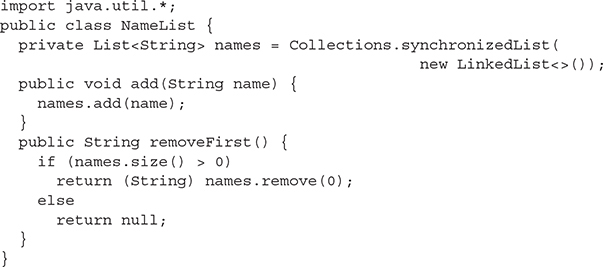 import java.util.*;
public class NameList {
  private List<String> names = Collections.synchronizedList(
                                            new LinkedList<>());
  public void add(String name) {
    names.add(name);
  }
  public String removeFirst() {
    if (names.size() > 0)
      return (String) names.remove(0);
    else
      return null;
  }
}